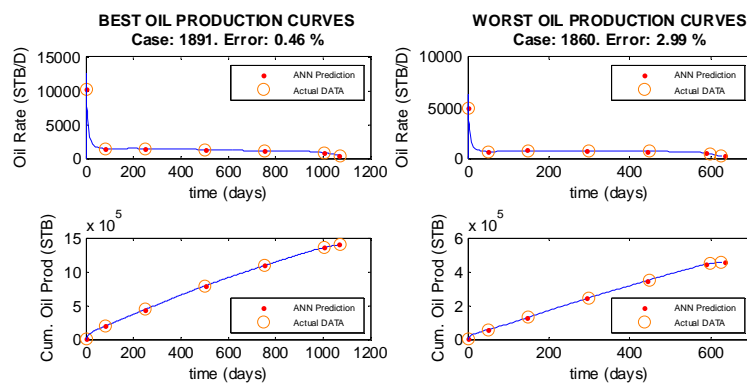 BEST OIL PRODUCTION CURVES
Case: 1891. Error: 0.46 %
Oil Rate (STB/D)
15000
10000
5000
0
ANN Prediction
Actual DATA
0 200 400 600 800 1000 1200
time (days)
WORST OIL PRODUCTION CURVES
Case: 1860. Error: 2.99 %
Oil Rate (STB/D)
10000
5000
0
ANN Prediction
Actual DATA
0 200 400 600
time (days)
x 10^5
Cum. Oil Prod (STB)
15
10
5
0
ANN Prediction
Actual DATA
0 200 400 600 800 1000 1200
time (days)
x 10^5
Cum. Oil Prod (STB)
6
4
2
0
ANN Prediction
Actual DATA
0 200 400 600
time (days)